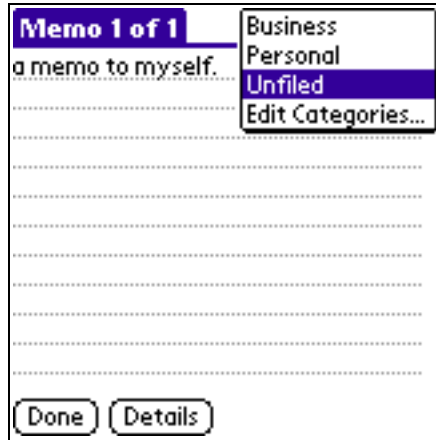 Memo 1 of 1
a memo to myself.
Business
Personal
Unfiled
Edit Categories...
Done
Details